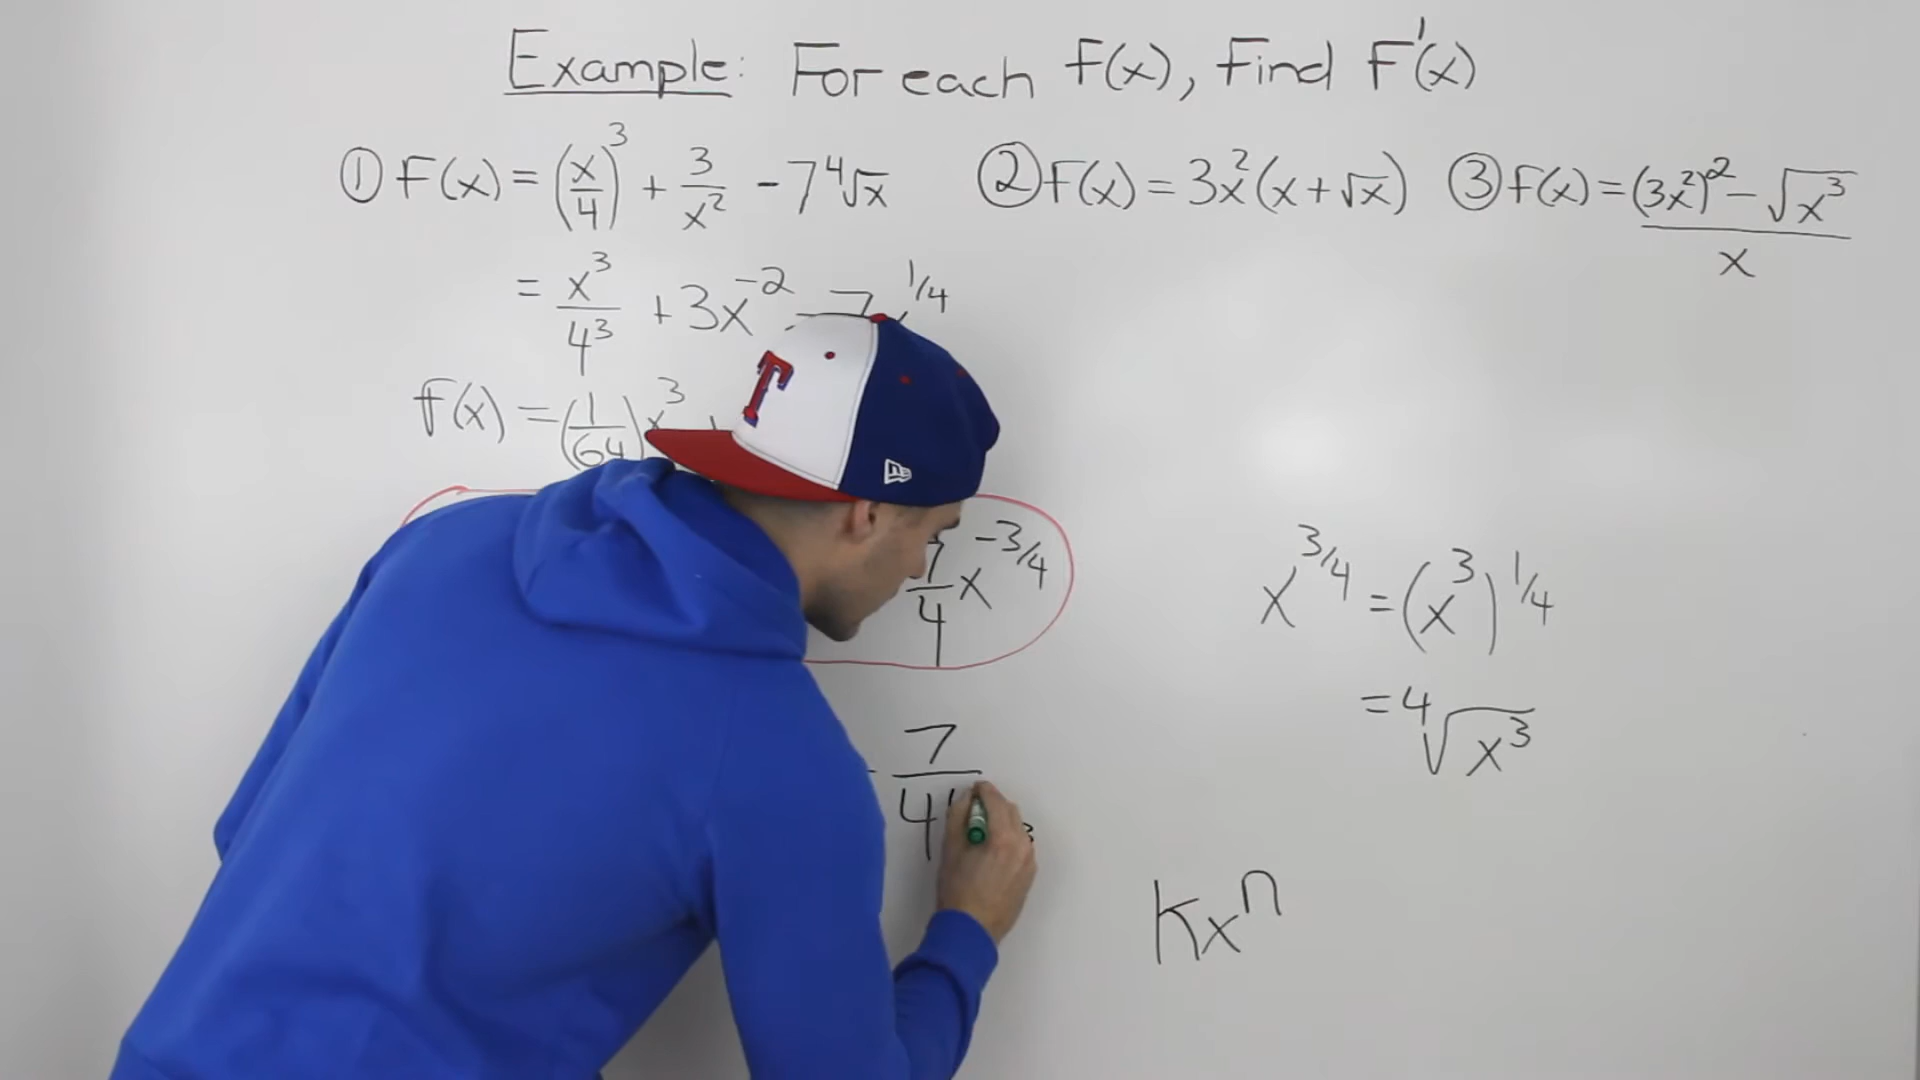 Example: For each f(x), Find F'(x)
① F(x) = (x/4)³ + 3/x² - 7⁴√x
② f(x) = 3x²(x + √x)
③ f(x) = ((3x²)² - √x³)/x
= x³/4³ + 3x⁻² - 7 ¹/⁴
f(x) = (1/64)x³
7/4 x^(-3/4)
- 7/4
x^(3/4) = (x³)^(1/4)
= ⁴√x³
kxⁿ
T